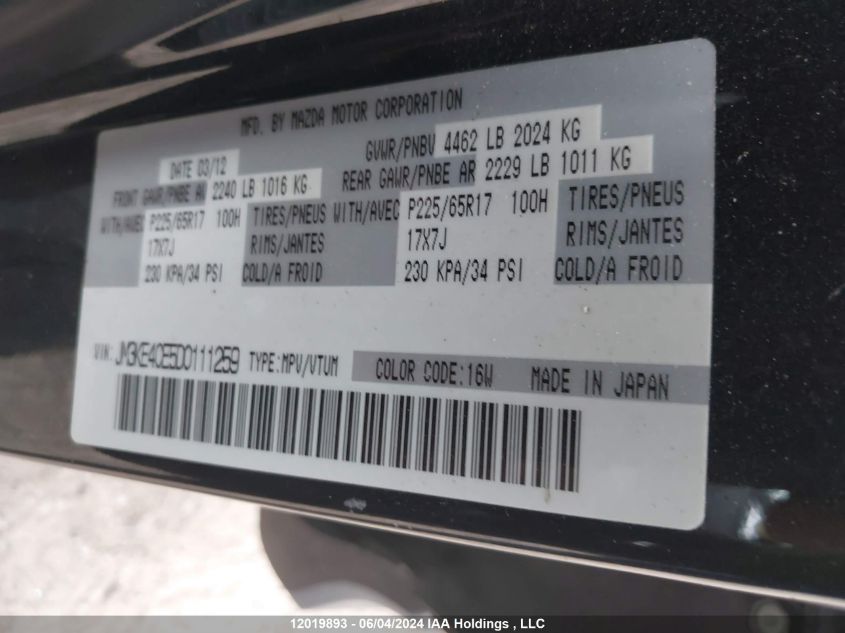 MFD. BY MAZDA MOTOR CORPORATION
DATE 03/12 GVWR/PNBV 4462 LB 2024 KG
FRONT GAWR/PNBE AV 2240 LB 1016 KG REAR GAWR/PNBE AR 2229 LB 1011 KG
WITH/AVEC P225/65R17 100H TIRES/PNEUS WITH/AVEC P225/65R17 100H TIRES/PNEUS
17X7J RIMS/JANTES 17X7J RIMS/JANTES
230 KPA/34 PSI COLD/A FROID 230 KPA/34 PSI COLD/A FROID
VIN: JM3KE4CE5D0111259 TYPE:MPV/VTUM COLOR CODE:16W MADE IN JAPAN
12019893 - 06/04/2024 IAA Holdings , LLC